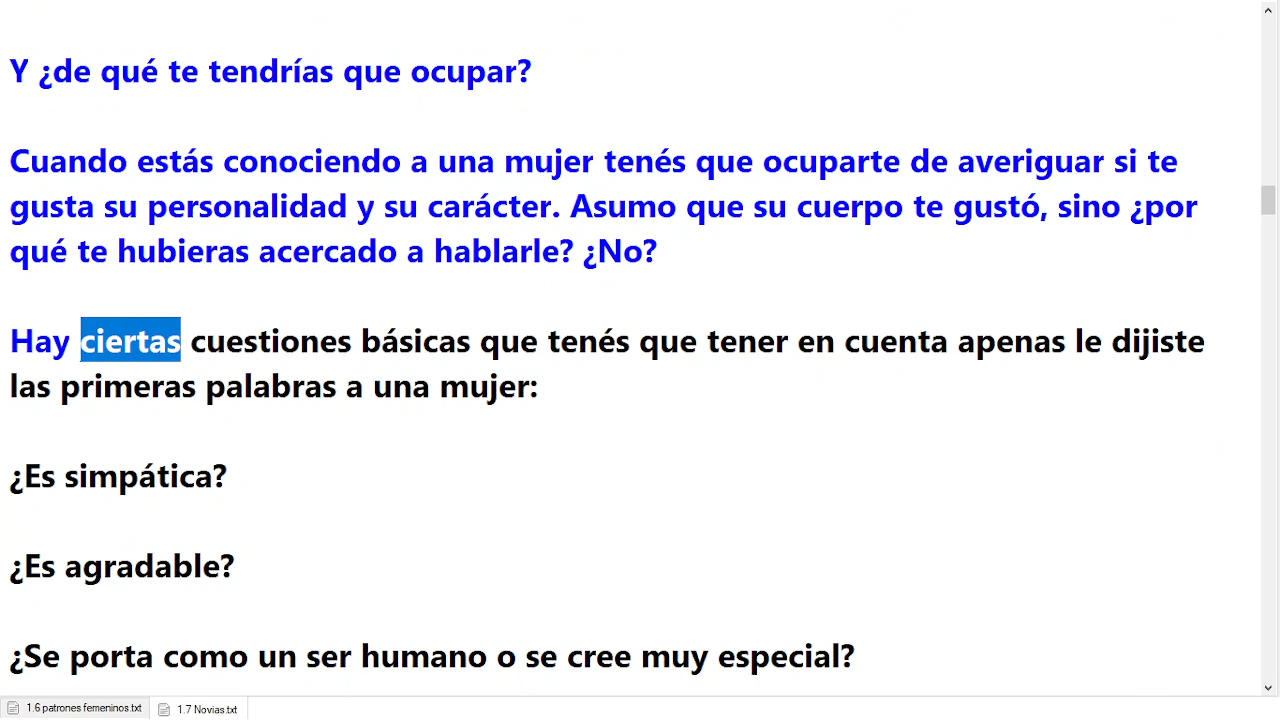 Y ¿de qué te tendrías que ocupar?
Cuando estás conociendo a una mujer tenés que ocuparte de averiguar si te
gusta su personalidad y su carácter. Asumo que su cuerpo te gustó, sino ¿por
qué te hubieras acercado a hablarle? ¿No?
Hay ciertas cuestiones básicas que tenés que tener en cuenta apenas le dijiste
las primeras palabras a una mujer:
¿Es simpática?
¿Es agradable?
¿Se porta como un ser humano o se cree muy especial?
1.6 patrones femeninos.txt
1.7 Novias.txt